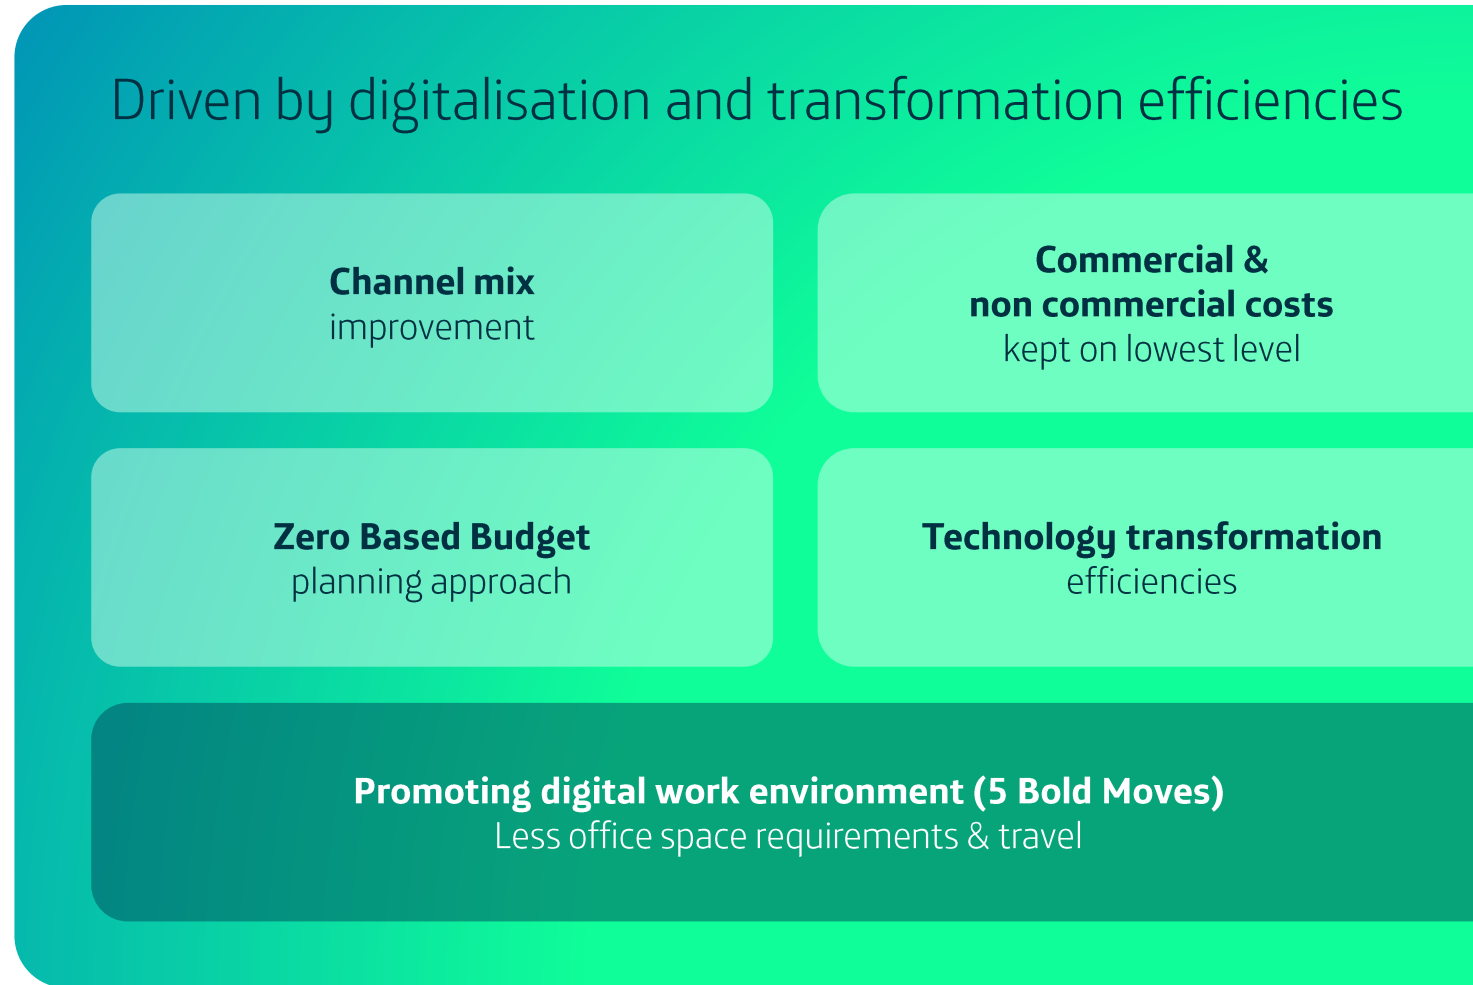 Driven by digitalisation and transformation efficiencies
Channel mix
improvement
Commercial &
non commercial costs
kept on lowest level
Zero Based Budget
planning approach
Technology transformation
efficiencies
Promoting digital work environment (5 Bold Moves)
Less office space requirements & travel